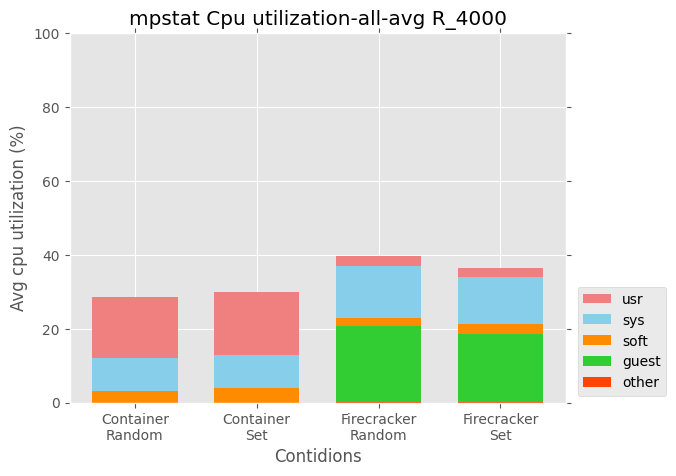 mpstat Cpu utilization-all-avg R_4000
Avg cpu utilization (%)
100
80
60
40
20
0
Container
Random
Container
Set
Firecracker
Random
Firecracker
Set
Contidions
usr
sys
soft
guest
other